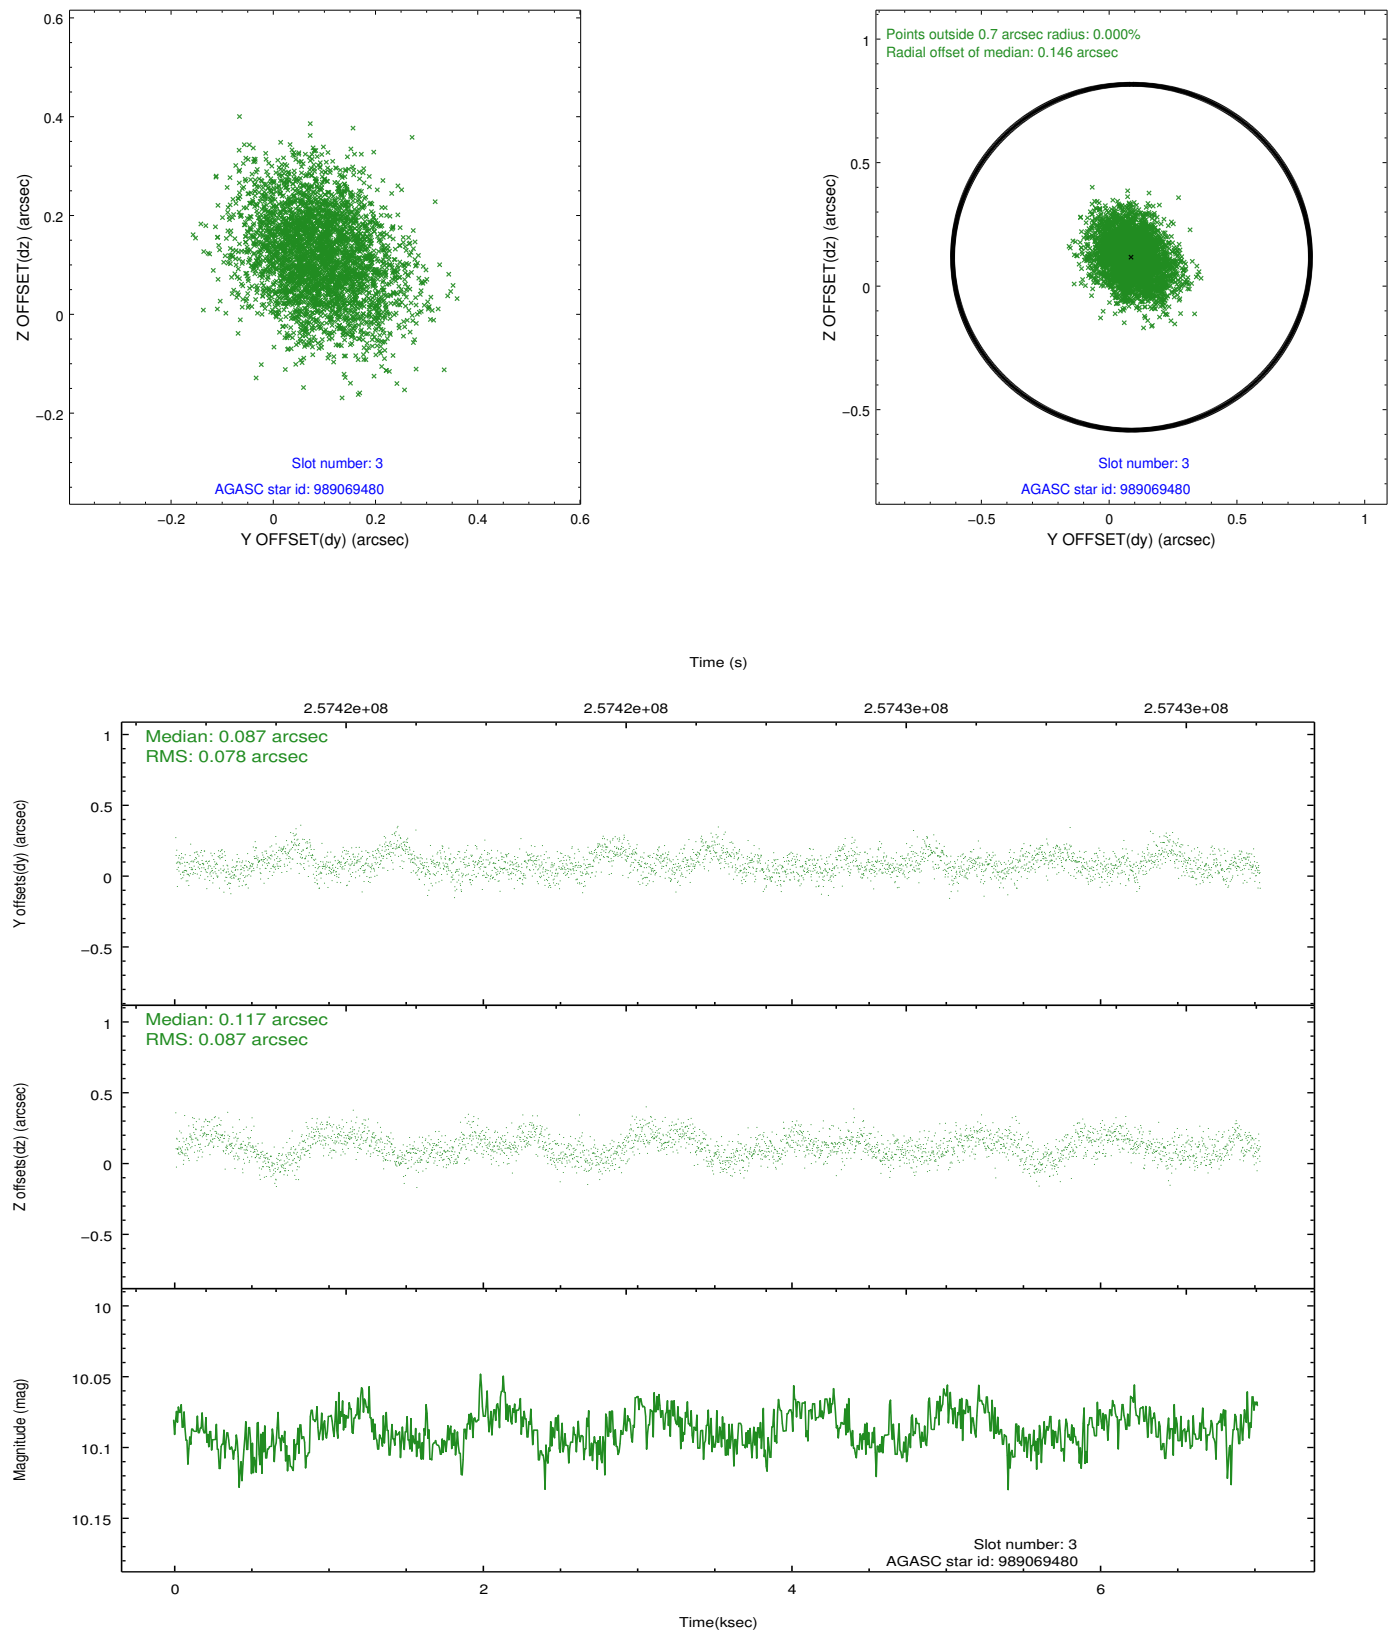 0.6
0.4
0.2
0
−0.2
Z OFFSET(dz) (arcsec)
Slot number: 3
AGASC star id: 989069480
−0.2 0 0.2 0.4 0.6
Y OFFSET(dy) (arcsec)
Points outside 0.7 arcsec radius: 0.000%
Radial offset of median: 0.146 arcsec
1
0.5
0
−0.5
Z OFFSET(dz) (arcsec)
Slot number: 3
AGASC star id: 989069480
−0.5 0 0.5 1
Y OFFSET(dy) (arcsec)
Time (s)
2.5742e+08 2.5742e+08 2.5743e+08 2.5743e+08
Median: 0.087 arcsec
RMS: 0.078 arcsec
1
0.5
0
−0.5
Y offsets(dy) (arcsec)
Median: 0.117 arcsec
RMS: 0.087 arcsec
1
0.5
0
−0.5
Z offsets(dz) (arcsec)
10
10.05
10.1
10.15
Magnitude (mag)
Slot number: 3
AGASC star id: 989069480
0 2 4 6
Time(ksec)